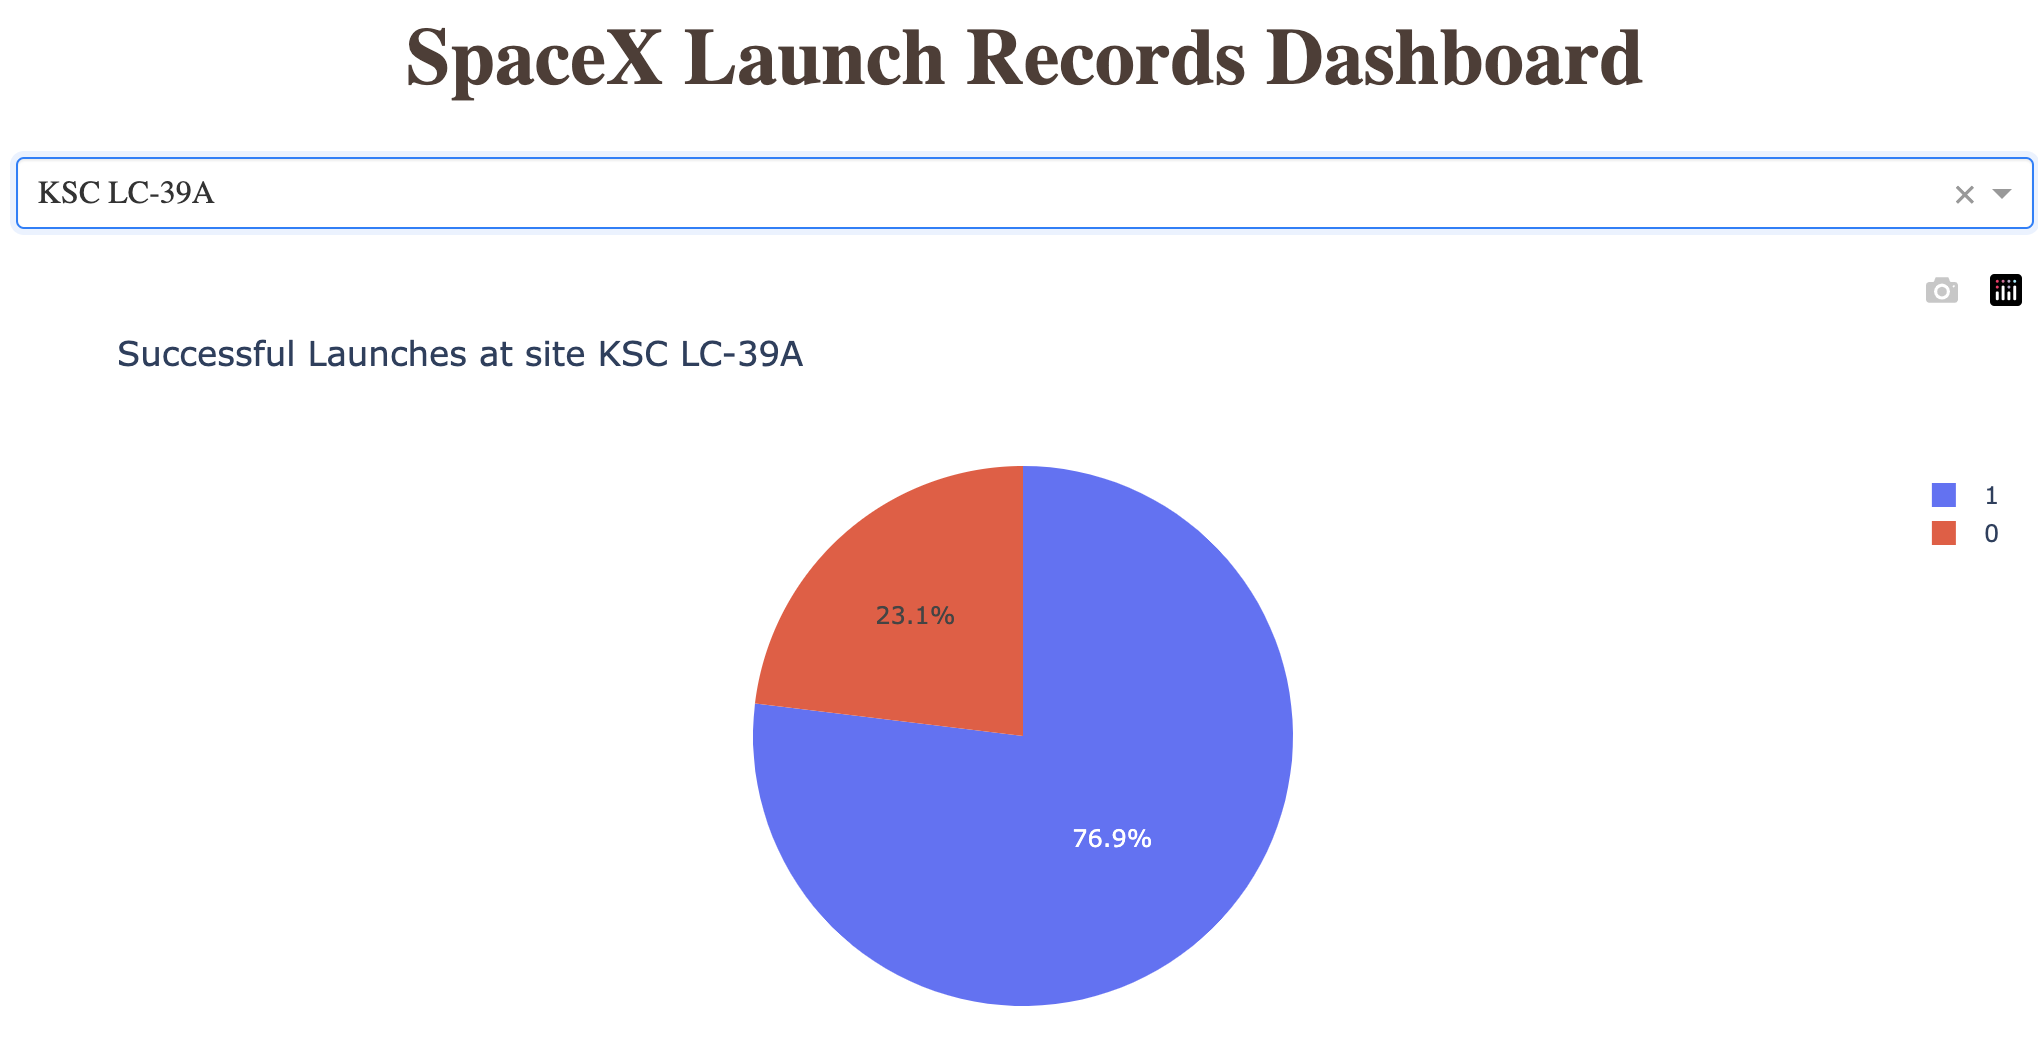 SpaceX Launch Records Dashboard
KSC LC-39A
Successful Launches at site KSC LC-39A
1
0
23.1%
76.9%